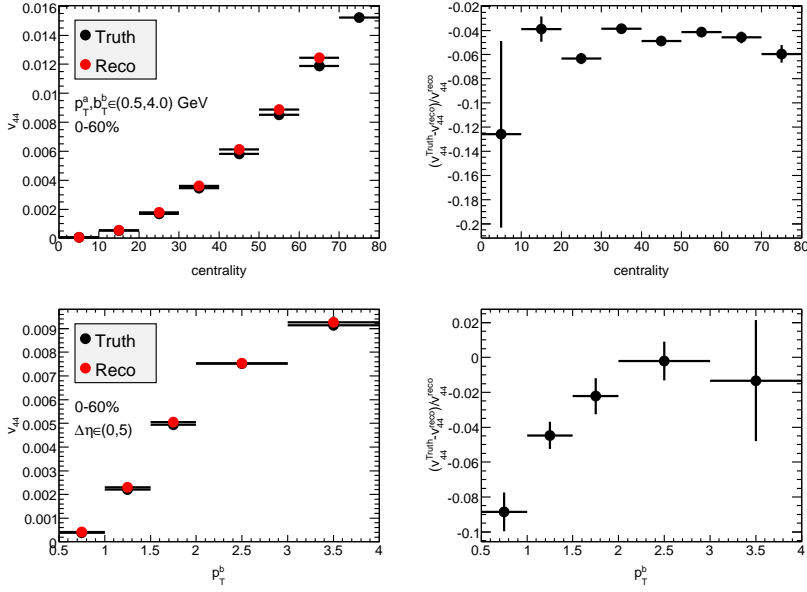 0.016
0.014
0.012
0.01
0.008
0.006
0.004
0.002
0
v44
Truth
Reco
p_T^a,b_T^b∈(0.5,4.0) GeV
0-60%
0 10 20 30 40 50 60 70 80
centrality
-0
-0.02
-0.04
-0.06
-0.08
-0.1
-0.12
-0.14
-0.16
-0.18
-0.2
(v_44^Truth-v_44^reco)/v_44^reco
0 10 20 30 40 50 60 70 80
centrality
0.009
0.008
0.007
0.006
0.005
0.004
0.003
0.002
0.001
0
v44
Truth
Reco
0-60%
Δη∈(0,5)
0.5 1 1.5 2 2.5 3 3.5 4
p_T^b
0.02
0
-0.02
-0.04
-0.06
-0.08
-0.1
(v_44^Truth-v_44^reco)/v_44^reco
0.5 1 1.5 2 2.5 3 3.5 4
p_T^b